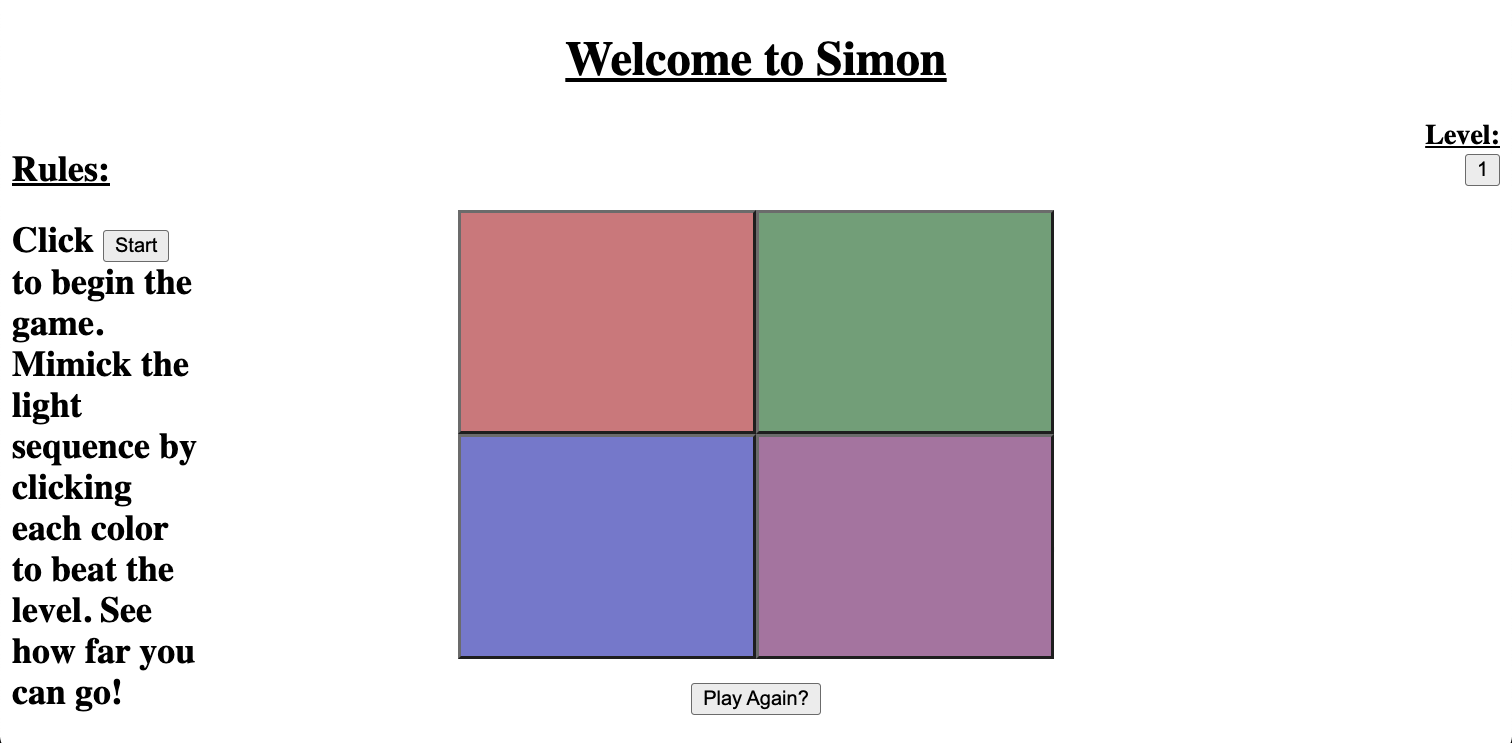 Welcome to Simon
Level:
1
Rules:
Click Start
to begin the
game.
Mimick the
light
sequence by
clicking
each color
to beat the
level. See
how far you
can go!
Play Again?